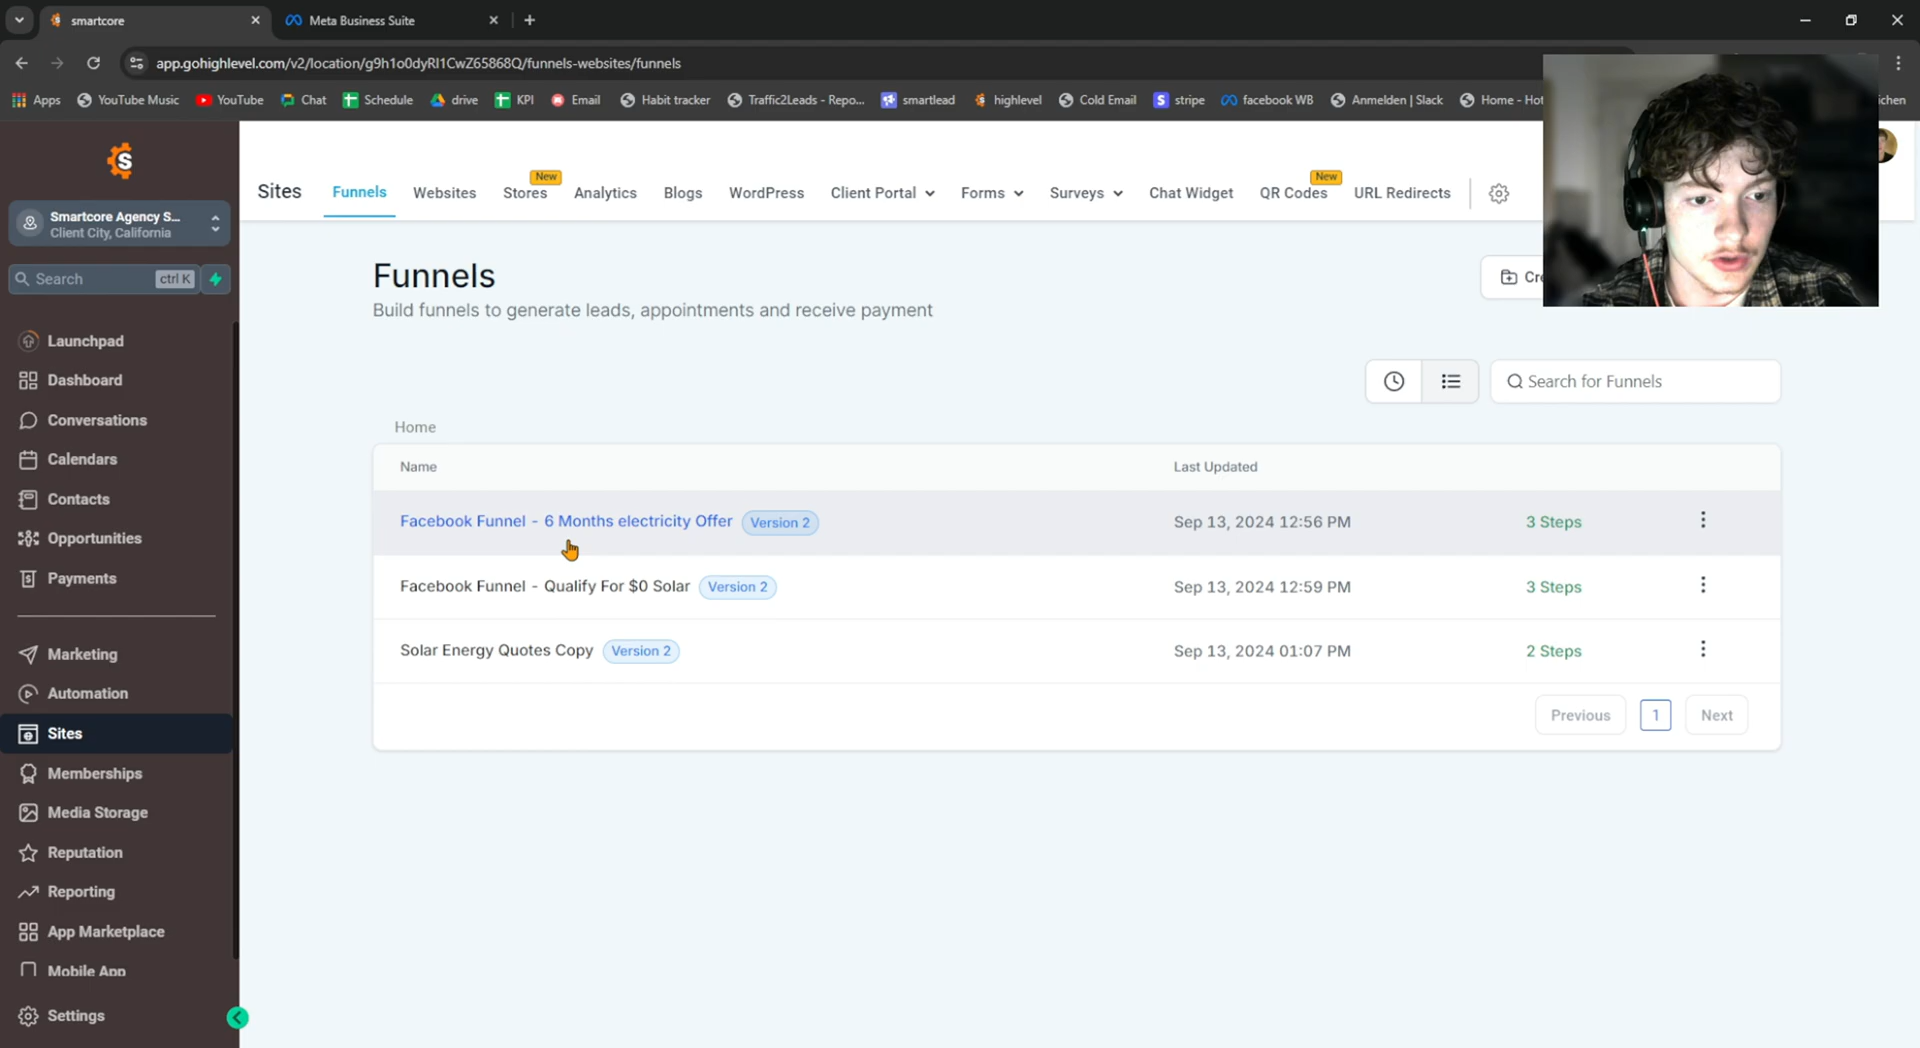 smartcore
Meta Business Suite
app.gohighlevel.com/v2/location/g9h1o0dyRI1CwZ65868Q/funnels-websites/funnels
Apps YouTube Music YouTube Chat Schedule drive KPI Email Habit tracker Traffic2Leads - Repo... smartlead highlevel Cold Email stripe facebook WB Anmelden | Slack Home - Hot ichen
S
Smartcore Agency S...
Client City, California
Search ctrl K
Launchpad
Dashboard
Conversations
Calendars
Contacts
Opportunities
Payments
Marketing
Automation
Sites
Memberships
Media Storage
Reputation
Reporting
App Marketplace
Mobile App
Settings
New New
Sites Funnels Websites Stores Analytics Blogs WordPress Client Portal Forms Surveys Chat Widget QR Codes URL Redirects
Funnels
Build funnels to generate leads, appointments and receive payment
Cre
Search for Funnels
Home
Name Last Updated
Facebook Funnel - 6 Months electricity Offer Version 2 Sep 13, 2024 12:56 PM 3 Steps
Facebook Funnel - Qualify For $0 Solar Version 2 Sep 13, 2024 12:59 PM 3 Steps
Solar Energy Quotes Copy Version 2 Sep 13, 2024 01:07 PM 2 Steps
Previous 1 Next